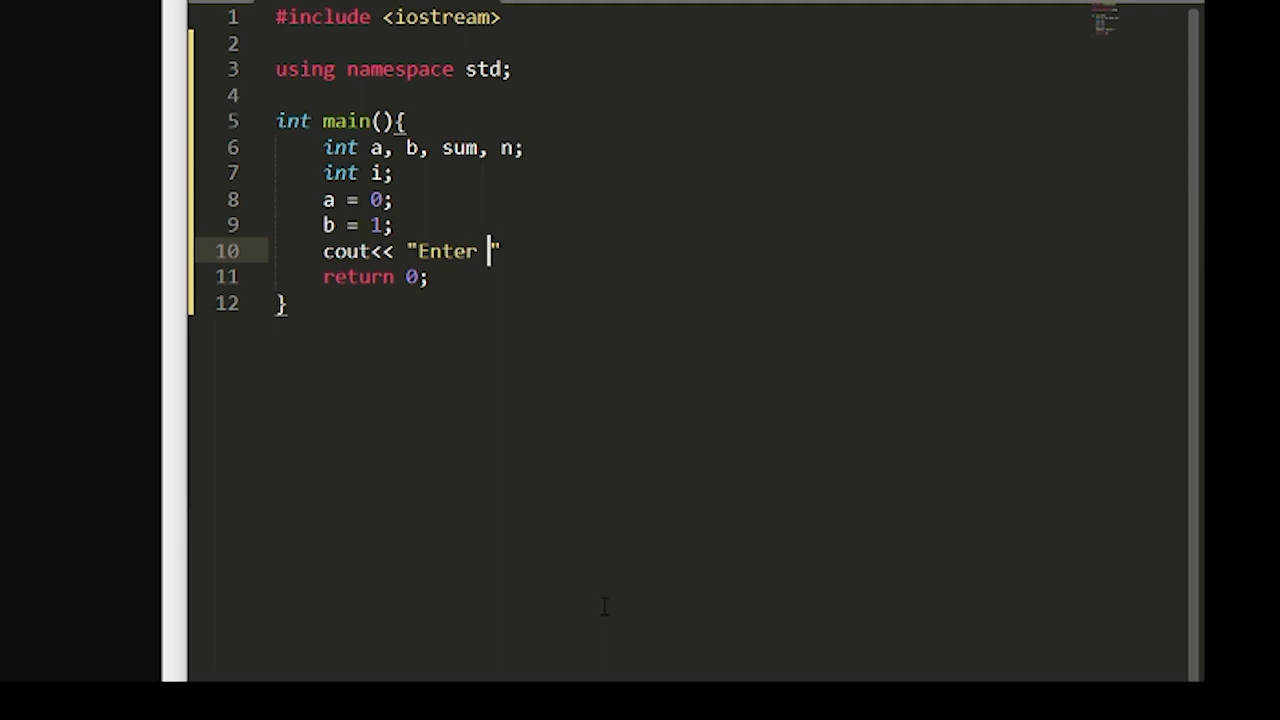 1 #include <iostream>
2
3 using namespace std;
4
5 int main(){
6 int a, b, sum, n;
7 int i;
8 a = 0;
9 b = 1;
10 cout<< "Enter "
11 return 0;
12 }